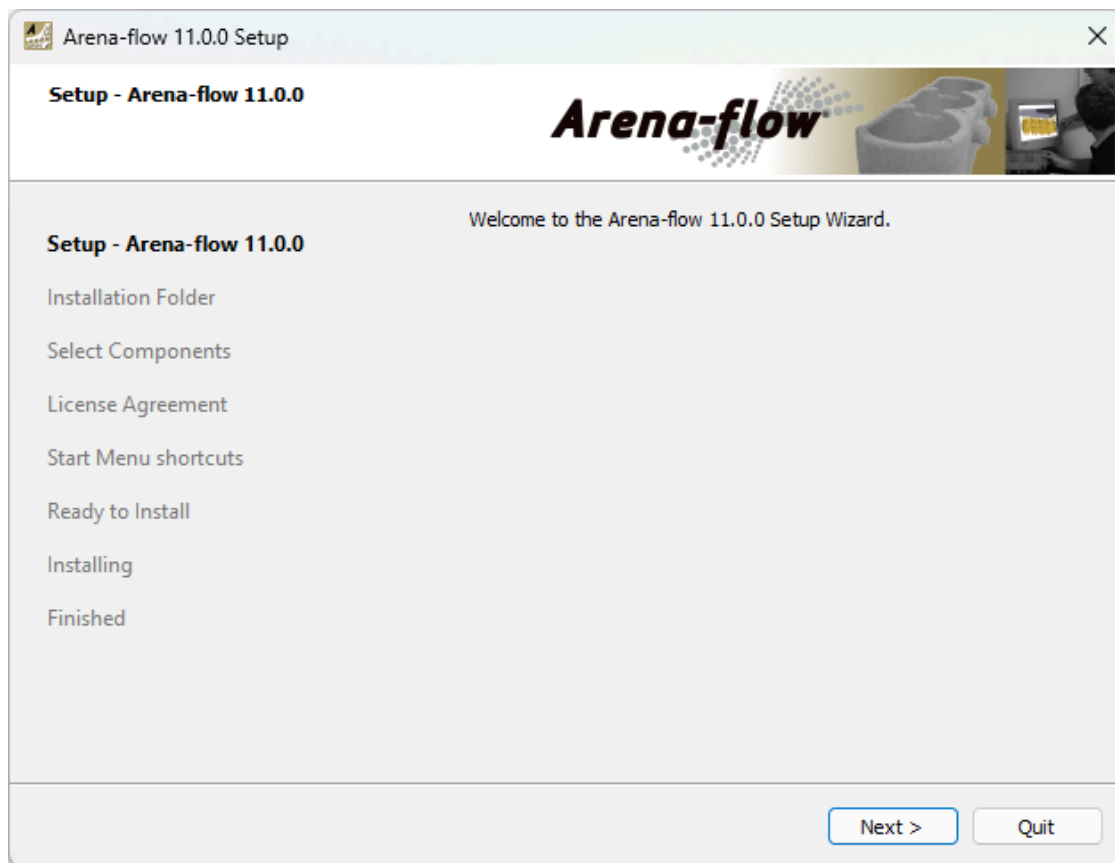 Arena-flow 11.0.0 Setup
Setup - Arena-flow 11.0.0
Arena-flow
Setup - Arena-flow 11.0.0
Installation Folder
Select Components
License Agreement
Start Menu shortcuts
Ready to Install
Installing
Finished
Welcome to the Arena-flow 11.0.0 Setup Wizard.
Next >
Quit